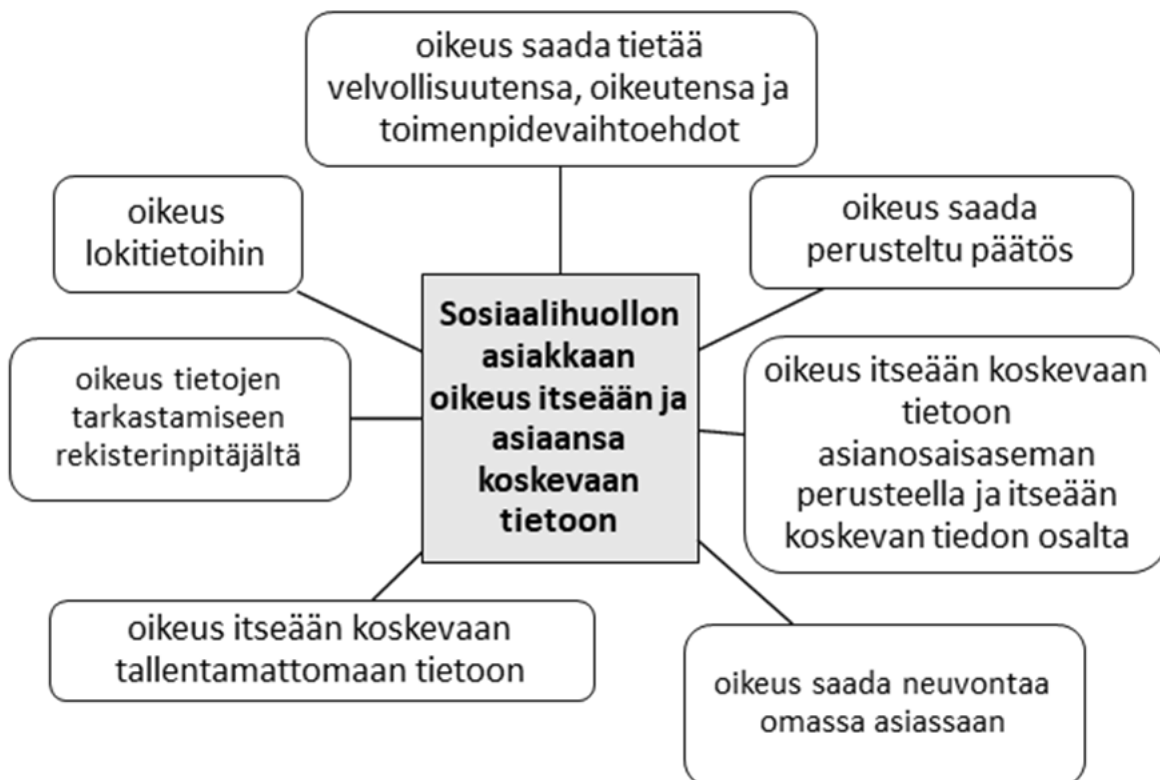 oikeus saada tietää
velvollisuutensa, oikeutensa ja
toimenpidevaihtoehdot
oikeus
lokitietoihin
oikeus saada
perusteltu päätös
Sosiaalihuollon
asiakkaan
oikeus itseään ja
asiaansa
koskevaan
tietoon
oikeus tietojen
tarkastamiseen
rekisterinpitäjältä
oikeus itseään koskevaan
tietoon
asianosaisaseman
perusteella ja itseään
koskevan tiedon osalta
oikeus itseään koskevaan
tallentamattomaan tietoon
oikeus saada neuvontaa
omassa asiassaan